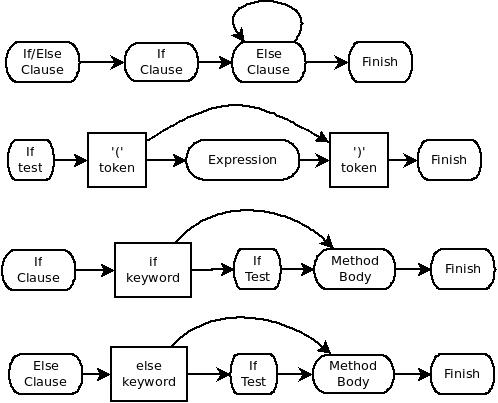 If/Else
Clause
If
Clause
Else
Clause
Finish
If
test
'('
token
Expression
')'
token
Finish
If
Clause
if
keyword
If
Test
Method
Body
Finish
Else
Clause
else
keyword
If
Test
Method
Body
Finish